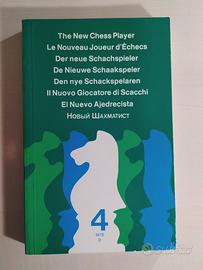 The New Chess Player
Le Nouveau Joueur d'Échecs
Der neue Schachspieler
De Nieuwe Schaakspeler
Den nye Schackspelaren
Il Nuovo Giocatore di Scacchi
El Nuevo Ajedrecista
Новый Шахматист
4
subito